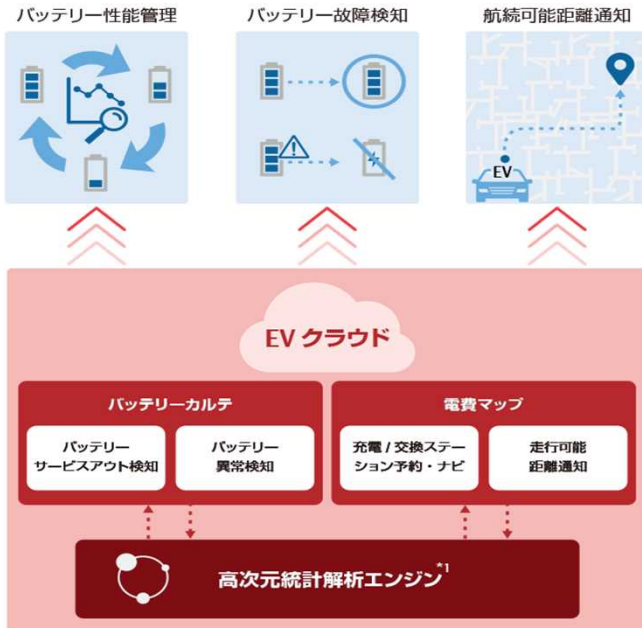 バッテリー性能管理
バッテリー故障検知
航続可能距離通知
EV
EV クラウド
バッテリーカルテ
電費マップ
バッテリー
サービスアウト検知
バッテリー
異常検知
充電 / 交換ステー
ション予約・ナビ
走行可能
距離通知
高次元統計解析エンジン*1